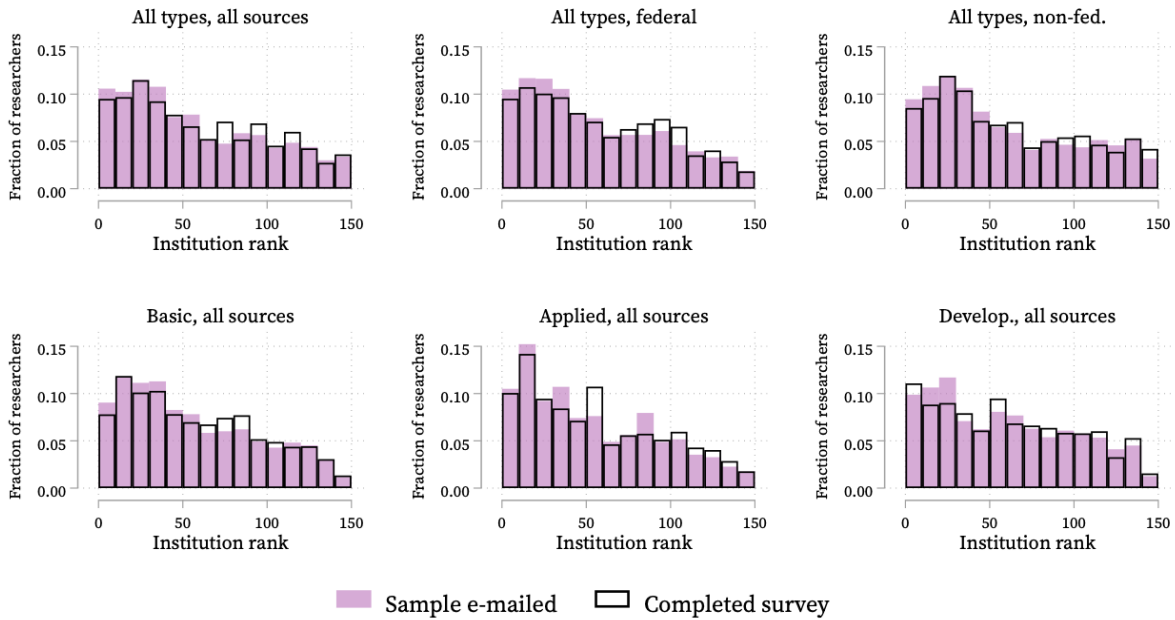 All types, all sources
All types, federal
All types, non-fed.
Fraction of researchers
0.15
0.10
0.05
0.00
0
50
100
150
Institution rank
Fraction of researchers
0.15
0.10
0.05
0.00
0
50
100
150
Institution rank
Fraction of researchers
0.15
0.10
0.05
0.00
0
50
100
150
Institution rank
Basic, all sources
Applied, all sources
Develop., all sources
Fraction of researchers
0.15
0.10
0.05
0.00
0
50
100
150
Institution rank
Fraction of researchers
0.15
0.10
0.05
0.00
0
50
100
150
Institution rank
Fraction of researchers
0.15
0.10
0.05
0.00
0
50
100
150
Institution rank
Sample e-mailed
Completed survey